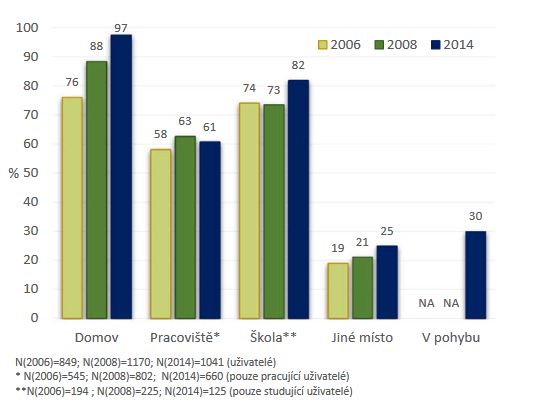 100
90
80
70
60
% 50
40
30
20
10
0
2006 2008 2014
76 88 97
58 63 61
74 73 82
19 21 25
NA NA 30
Domov Pracoviště* Škola** Jiné místo V pohybu
N(2006)=849; N(2008)=1170; N(2014)=1041 (uživatelé)
* N(2006)=545; N(2008)=802; N(2014)=660 (pouze pracující uživatelé)
**N(2006)=194 ; N(2008)=225; N(2014)=125 (pouze studující uživatelé)